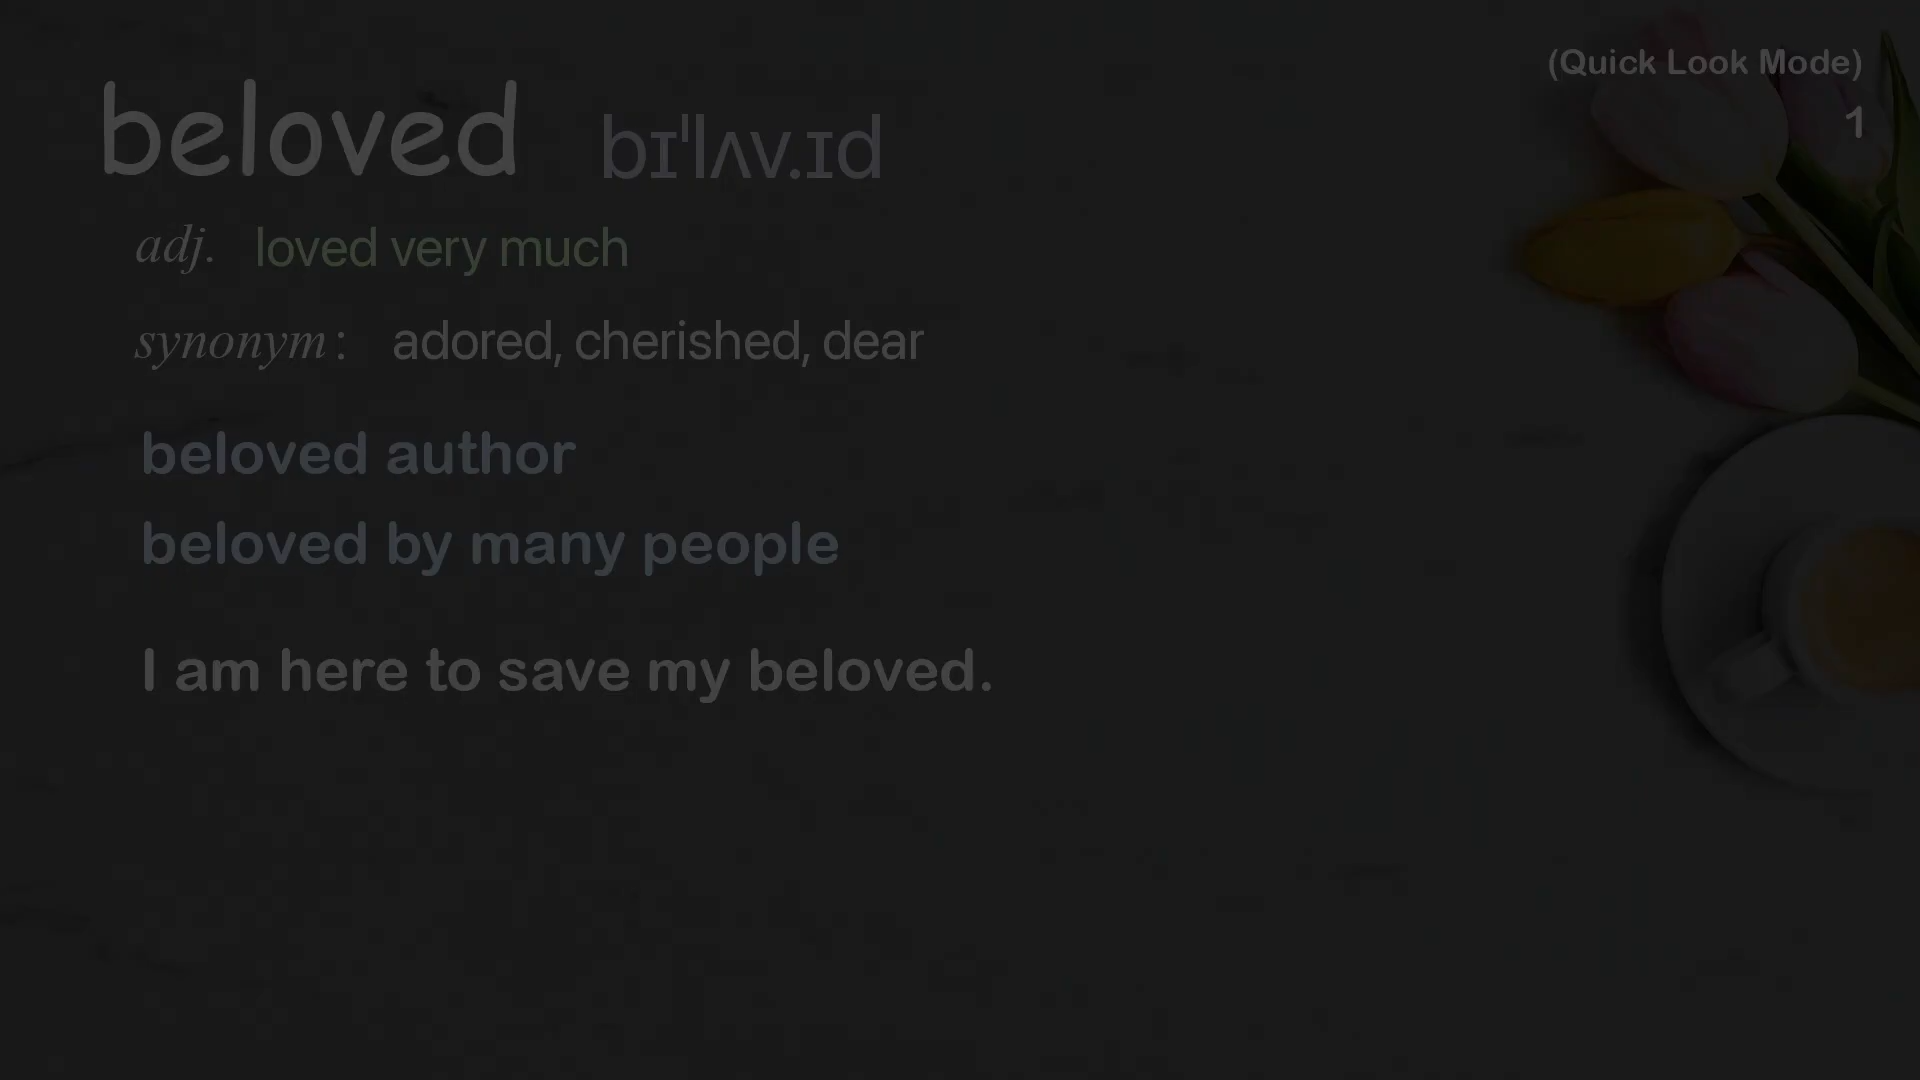 (Quick Look Mode)
1
beloved bɪˈlʌv.ɪd
adj. loved very much
synonym: adored, cherished, dear
beloved author
beloved by many people
I am here to save my beloved.